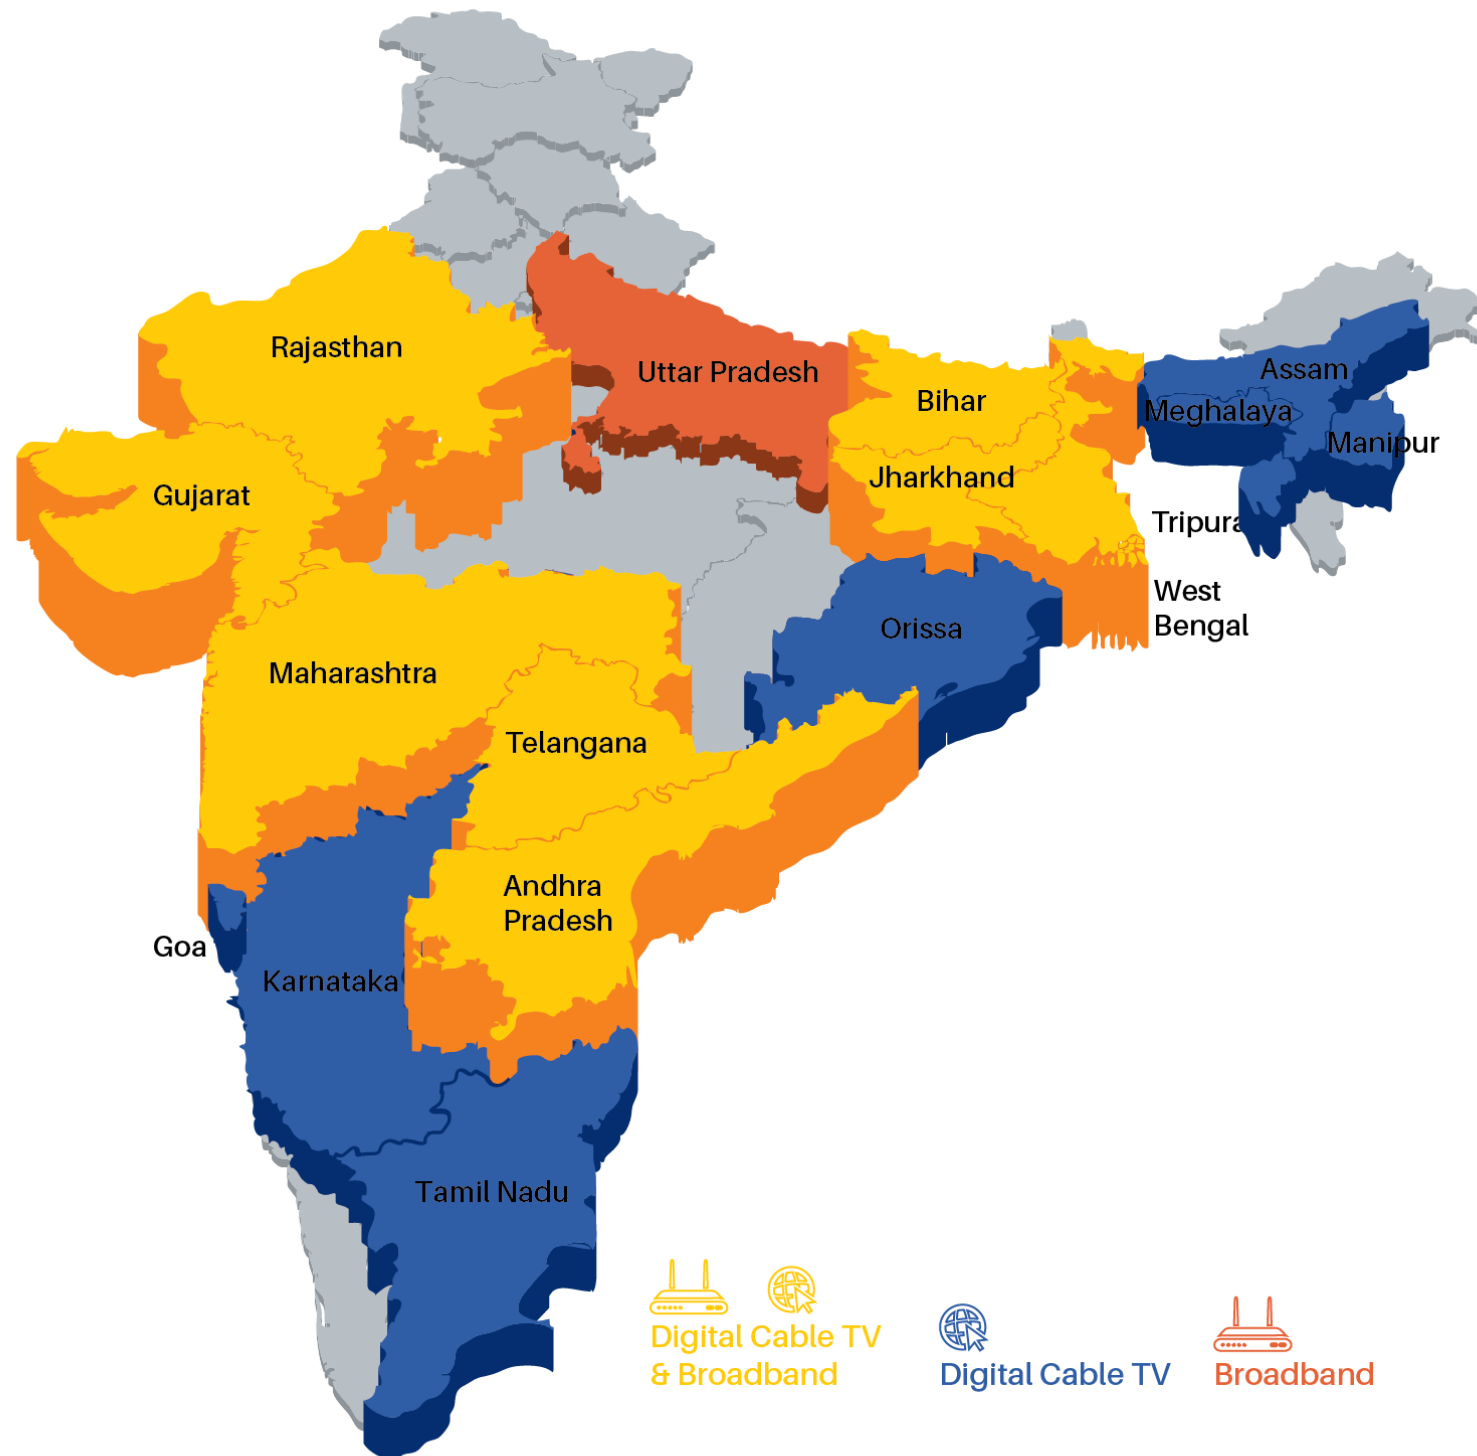 Rajasthan
Uttar Pradesh
Bihar
Assam
Meghalaya
Manipur
Gujarat
Jharkhand
Tripura
West
Bengal
Orissa
Maharashtra
Telangana
Andhra
Pradesh
Goa
Karnataka
Tamil Nadu
Digital Cable TV
& Broadband
Digital Cable TV
Broadband